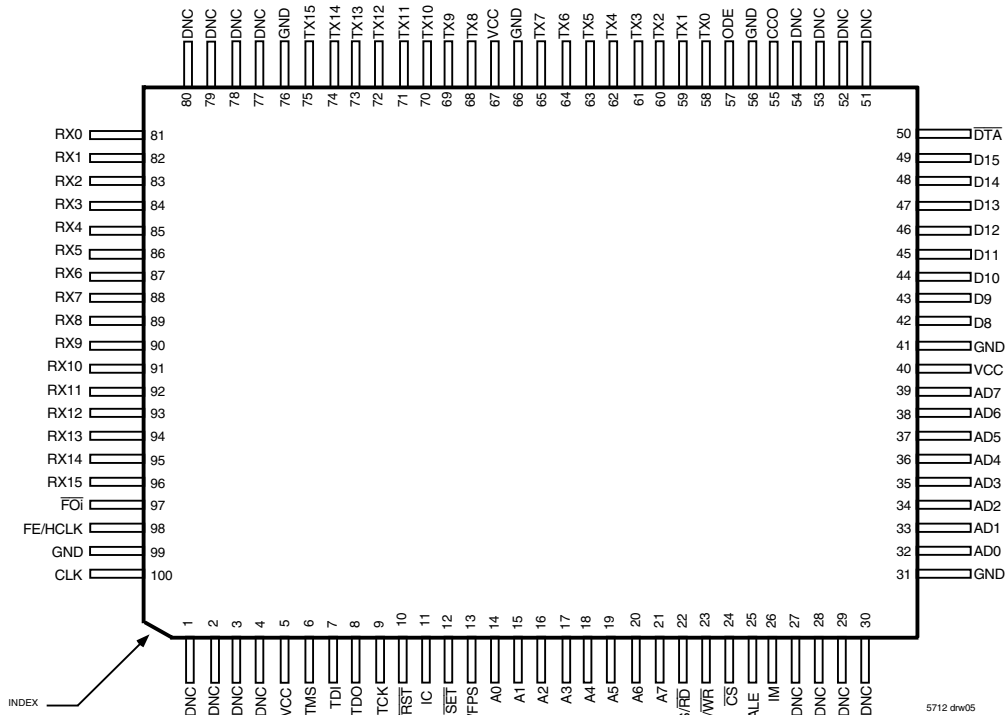 DNC DNC DNC DNC GND TX15 TX14 TX13 TX12 TX11 TX10 TX9 TX8 VCC GND TX7 TX6 TX5 TX4 TX3 TX2 TX1 TX0 ODE GND CCO DNC DNC DNC DNC
80 79 78 77 76 75 74 73 72 71 70 69 68 67 66 65 64 63 62 61 60 59 58 57 56 55 54 53 52 51
RX0 81
RX1 82
RX2 83
RX3 84
RX4 85
RX5 86
RX6 87
RX7 88
RX8 89
RX9 90
RX10 91
RX11 92
RX12 93
RX13 94
RX14 95
RX15 96
F̅O̅i̅ 97
FE/HCLK 98
GND 99
CLK 100
50 D̅T̅A̅
49 D15
48 D14
47 D13
46 D12
45 D11
44 D10
43 D9
42 D8
41 GND
40 VCC
39 AD7
38 AD6
37 AD5
36 AD4
35 AD3
34 AD2
33 AD1
32 AD0
31 GND
1 2 3 4 5 6 7 8 9 10 11 12 13 14 15 16 17 18 19 20 21 22 23 24 25 26 27 28 29 30
DNC DNC DNC DNC VCC TMS TDI TDO TCK R̅S̅T̅ IC S̅E̅T̅ FPS A0 A1 A2 A3 A4 A5 A6 A7 S/R̅D̅ /W̅R̅ C̅S̅ ALE IM DNC DNC DNC DNC
INDEX
5712 drw05